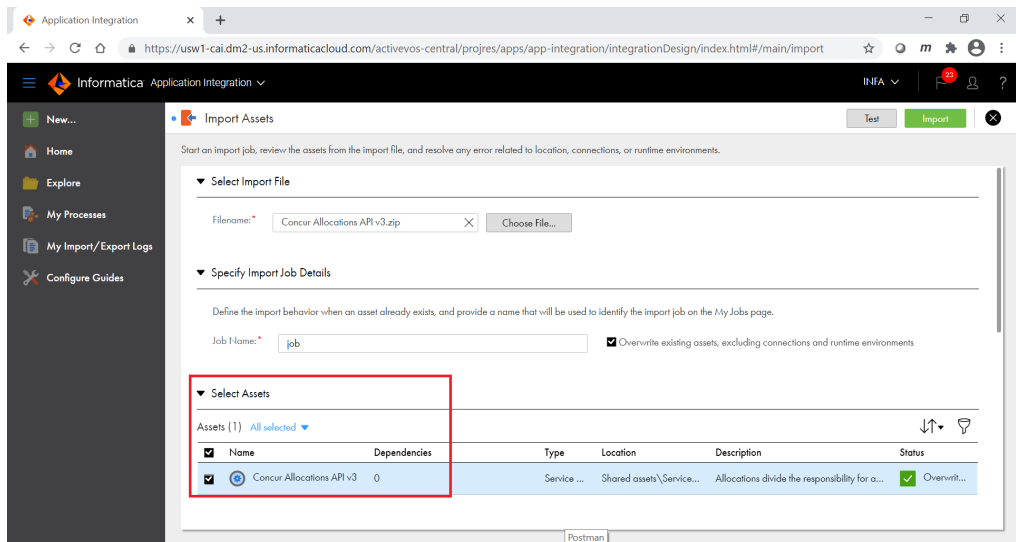 Application Integration
https://usw1-cai.dm2-us.informaticacloud.com/activevos-central/projres/apps/app-integration/integrationDesign/index.html#/main/import
m
Informatica Application Integration
INFA
23
?
New...
Import Assets
Test
Import
Home
Start an import job, review the assets from the import file, and resolve any error related to location, connections, or runtime environments.
Explore
Select Import File
My Processes
Filename:* Concur Allocations API v3.zip
Choose File...
My Import/Export Logs
Configure Guides
Specify Import Job Details
Define the import behavior when an asset already exists, and provide a name that will be used to identify the import job on the My Jobs page.
Job Name:* job
Overwrite existing assets, excluding connections and runtime environments
Select Assets
Assets (1) All selected
Name Dependencies Type Location Description Status
Concur Allocations API v3 0 Service ... Shared assets\Service... Allocations divide the responsibility for a... Overwrit...
Postman